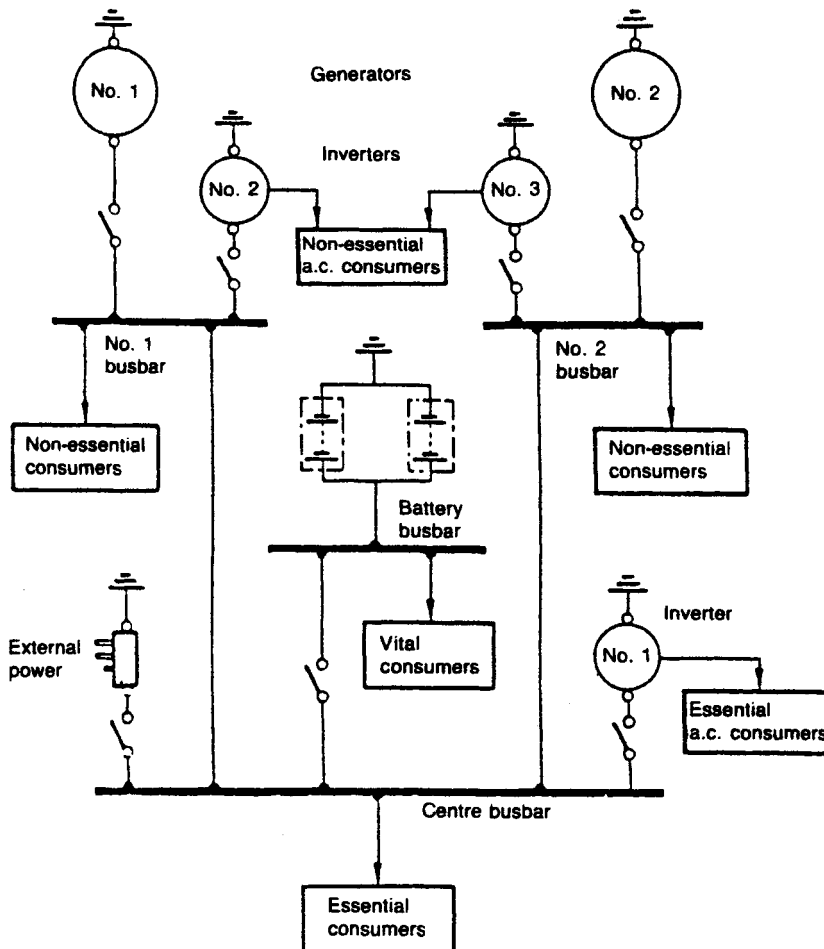 No. 1
Generators
No. 2
Inverters
No. 2
No. 3
Non-essential
a.c. consumers
No. 1
busbar
No. 2
busbar
Non-essential
consumers
Non-essential
consumers
Battery
busbar
External
power
Vital
consumers
Inverter
No. 1
Essential
a.c. consumers
Centre busbar
Essential
consumers